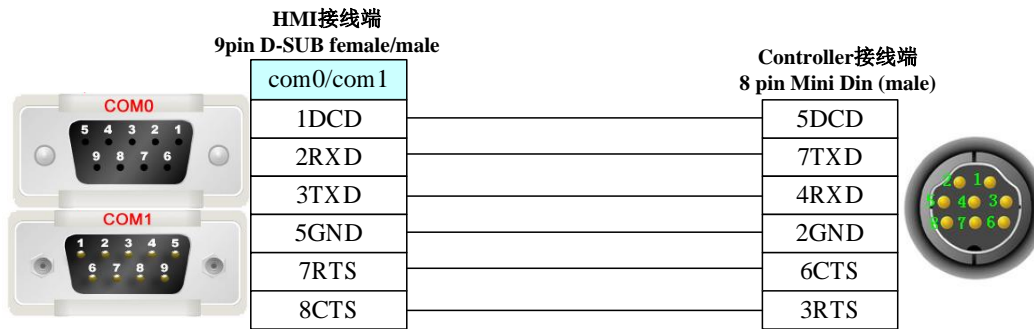 HMI接线端
9pin D-SUB female/male
Controller接线端
8 pin Mini Din (male)
com0/com1
COM0
5 4 3 2 1
9 8 7 6
COM1
1 2 3 4 5
6 7 8 9
1DCD 5DCD
2RXD 7TXD
3TXD 4RXD
5GND 2GND
7RTS 6CTS
8CTS 3RTS
2 1
5 4 3
8 7 6